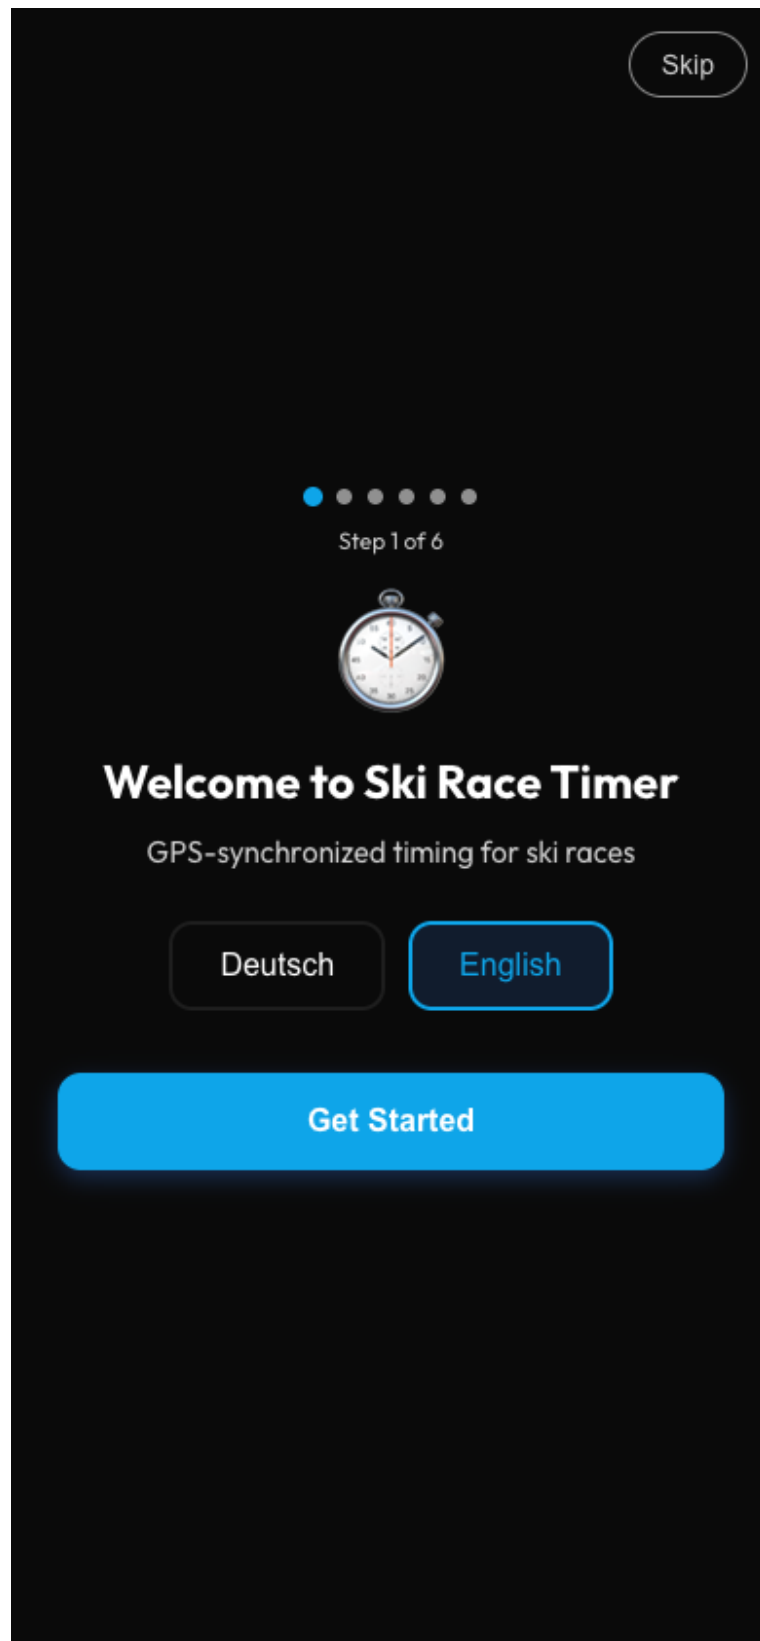 Skip
Step 1 of 6
Welcome to Ski Race Timer
GPS-synchronized timing for ski races
Deutsch
English
Get Started